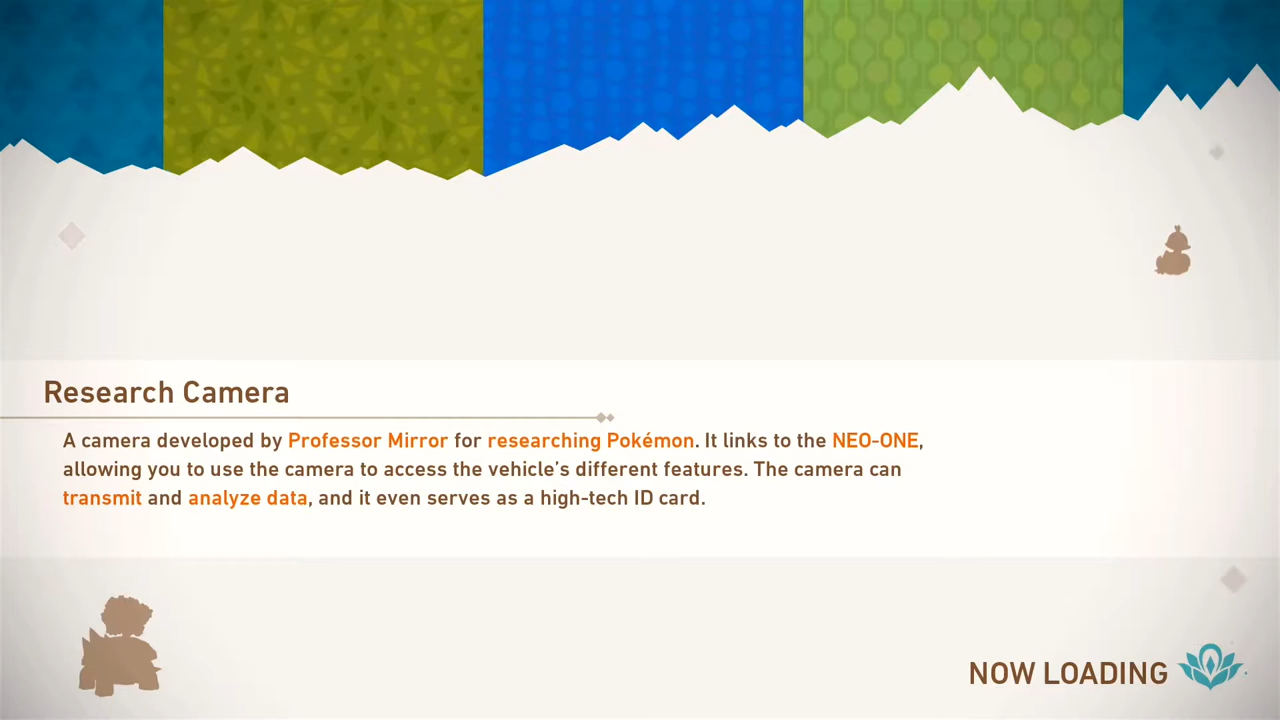 Research Camera
A camera developed by Professor Mirror for researching Pokémon. It links to the NEO-ONE,
allowing you to use the camera to access the vehicle’s different features. The camera can
transmit and analyze data, and it even serves as a high-tech ID card.
NOW LOADING